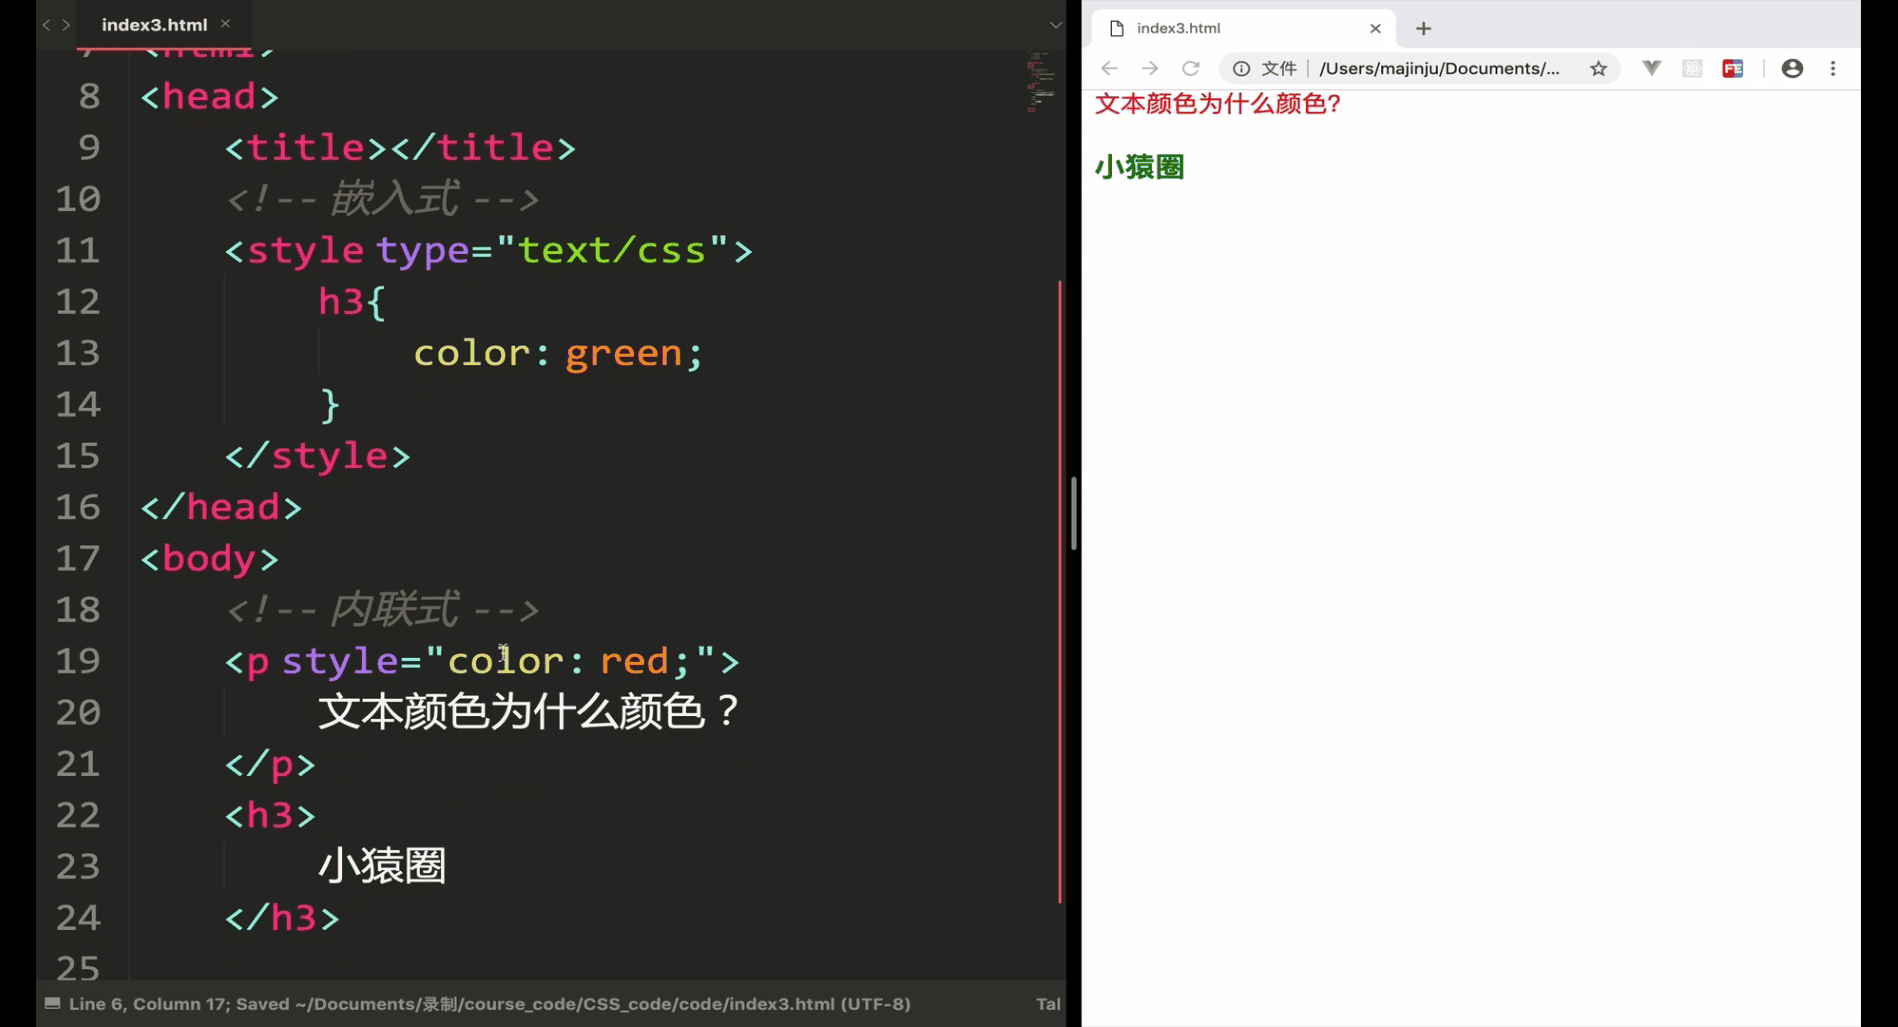 index3.html ×
7 <html>
8 <head>
9 <title></title>
10 <!-- 嵌入式 -->
11 <style type="text/css">
12 h3{
13 color: green;
14 }
15 </style>
16 </head>
17 <body>
18 <!-- 内联式 -->
19 <p style="color: red;">
20 文本颜色为什么颜色？
21 </p>
22 <h3>
23 小猿圈
24 </h3>
25
Line 6, Column 17; Saved ~/Documents/录制/course_code/CSS_code/code/index3.html (UTF-8)
Tal
index3.html
文件 /Users/majinju/Documents/...
FE
文本颜色为什么颜色?
小猿圈